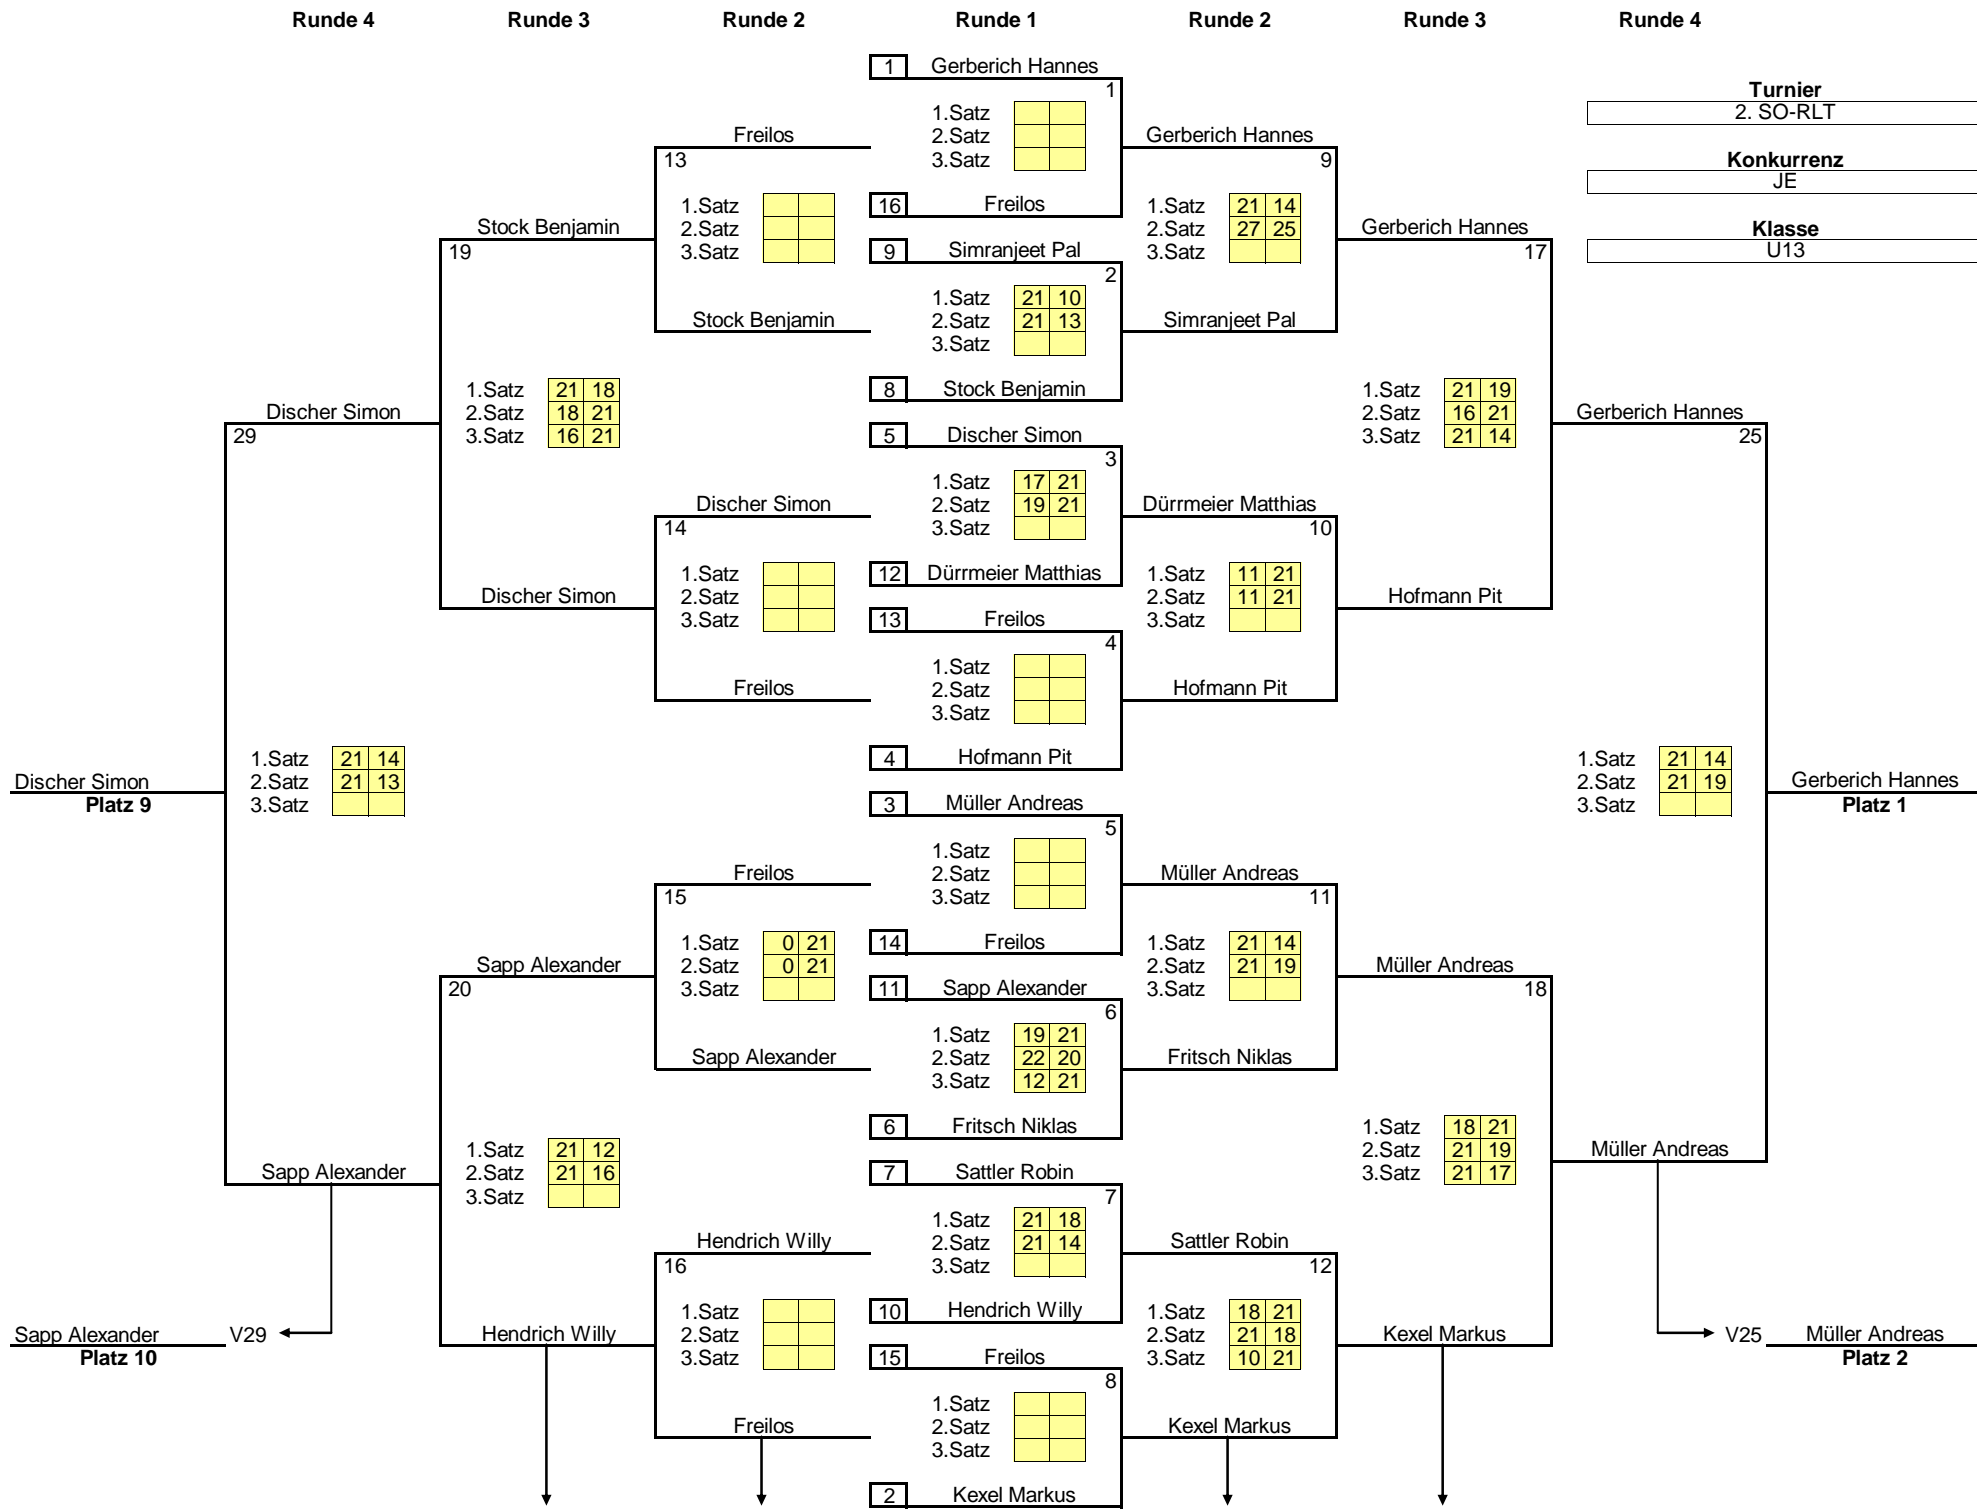 Runde 4 Runde 3 Runde 2 Runde 1 Runde 2 Runde 3 Runde 4
1 Gerberich Hannes
Turnier
1
2. SO-RLT
1.Satz
Freilos 2.Satz Gerberich Hannes
13 3.Satz 9
Konkurrenz
JE
1.Satz 16 Freilos 1.Satz 21 14
Stock Benjamin 2.Satz 2.Satz 27 25 Gerberich Hannes
Klasse
19 3.Satz 9 Simranjeet Pal 3.Satz 17
U13
2
1.Satz 21 10
Stock Benjamin 2.Satz 21 13 Simranjeet Pal
3.Satz
1.Satz 21 18 8 Stock Benjamin 1.Satz 21 19
Discher Simon 2.Satz 18 21 2.Satz 16 21 Gerberich Hannes
29 3.Satz 16 21 5 Discher Simon 3.Satz 21 14 25
3
1.Satz 17 21
Discher Simon 2.Satz 19 21 Dürrmeier Matthias
14 3.Satz 10
1.Satz 12 Dürrmeier Matthias 1.Satz 11 21
Discher Simon 2.Satz 2.Satz 11 21 Hofmann Pit
3.Satz 13 Freilos 3.Satz
4
1.Satz
Freilos 2.Satz Hofmann Pit
3.Satz
1.Satz 21 14 4 Hofmann Pit 1.Satz 21 14
Discher Simon 2.Satz 21 13 2.Satz 21 19 Gerberich Hannes
Platz 9 3.Satz 3 Müller Andreas 3.Satz Platz 1
5
1.Satz
Freilos 2.Satz Müller Andreas
15 3.Satz 11
1.Satz 0 21 14 Freilos 1.Satz 21 14
Sapp Alexander 2.Satz 0 21 2.Satz 21 19 Müller Andreas
20 3.Satz 11 Sapp Alexander 3.Satz 18
6
1.Satz 19 21
Sapp Alexander 2.Satz 22 20 Fritsch Niklas
3.Satz 12 21
1.Satz 21 12 6 Fritsch Niklas 1.Satz 18 21
Sapp Alexander 2.Satz 21 16 2.Satz 21 19 Müller Andreas
3.Satz 7 Sattler Robin 3.Satz 21 17
7
1.Satz 21 18
Hendrich Willy 2.Satz 21 14 Sattler Robin
16 3.Satz 12
1.Satz 10 Hendrich Willy 1.Satz 18 21
Sapp Alexander V29 Hendrich Willy 2.Satz 2.Satz 21 18 Kexel Markus V25 Müller Andreas
Platz 10 3.Satz 15 Freilos 3.Satz 10 21 Platz 2
8
1.Satz
Freilos 2.Satz Kexel Markus
3.Satz
2 Kexel Markus